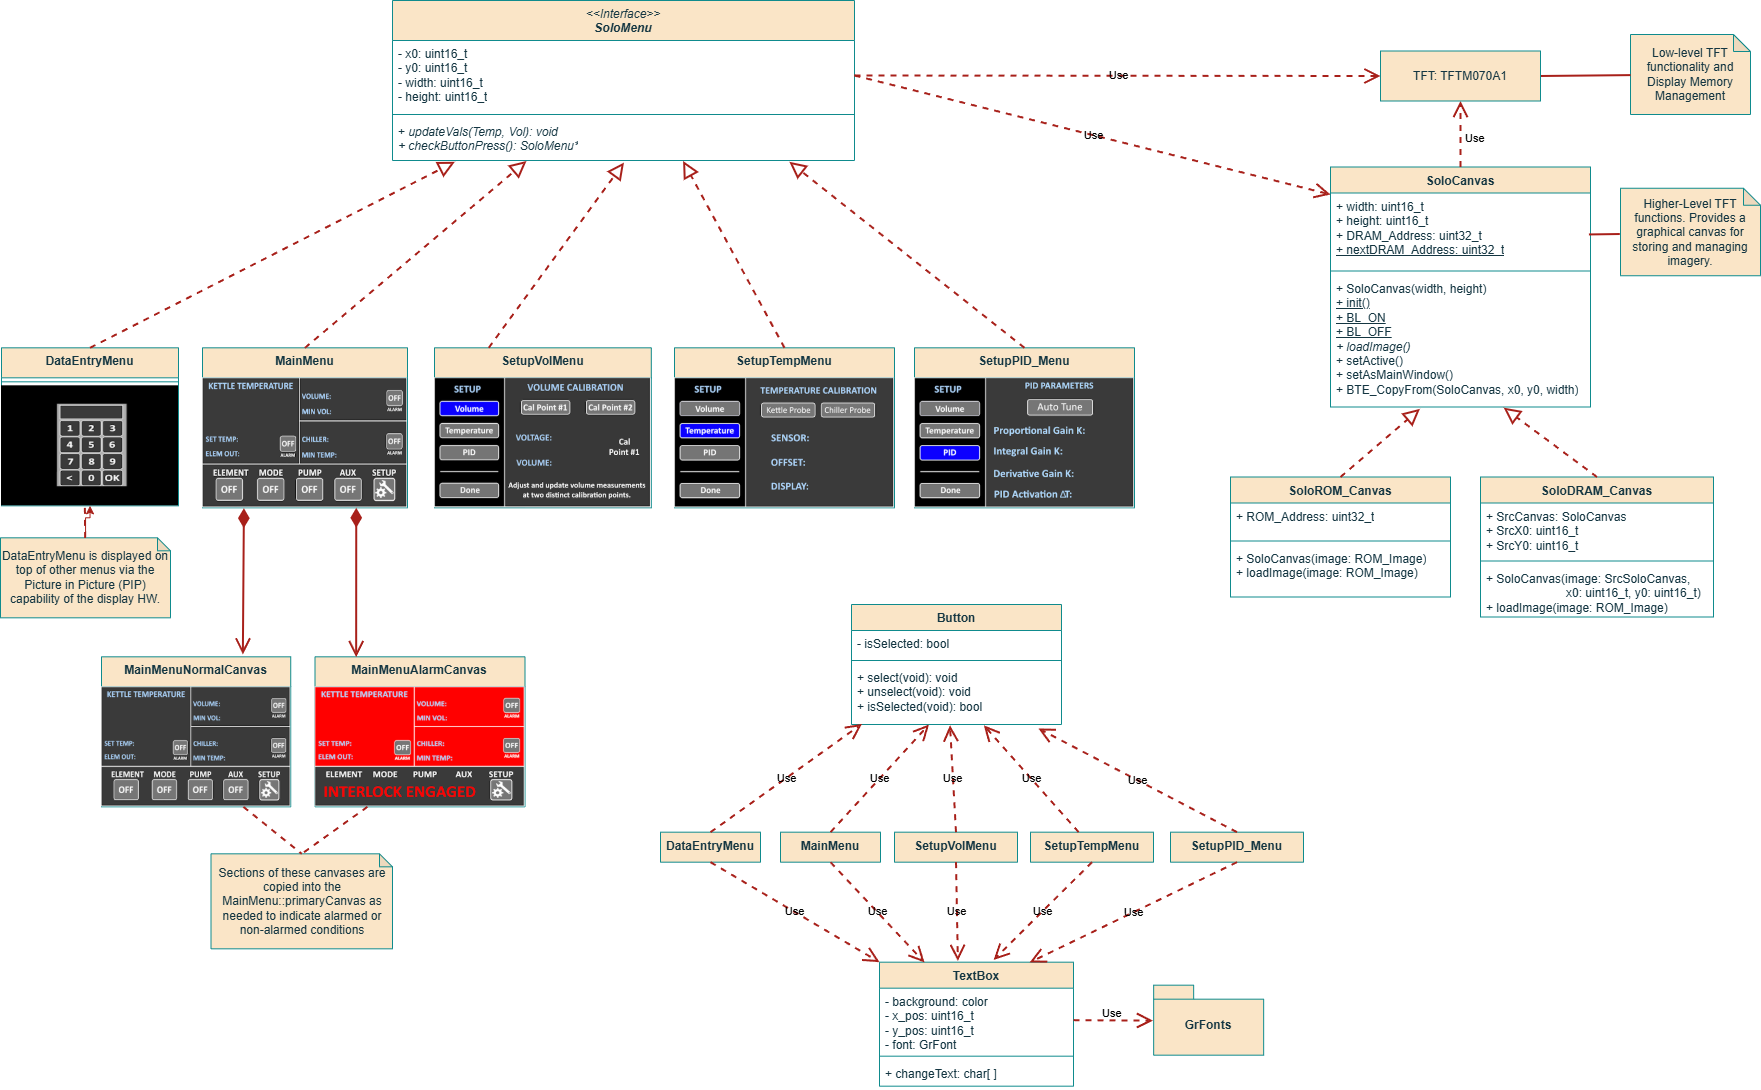 <<Interface>>
SoloMenu
- x0: uint16_t
- y0: uint16_t
- width: uint16_t
- height: uint16_t
+ updateVals(Temp, Vol): void
+ checkButtonPress(): SoloMenu*
Use
Use
TFT: TFTM070A1
Low-level TFT
functionality and
Display Memory
Management
Use
SoloCanvas
+ width: uint16_t
+ height: uint16_t
+ DRAM_Address: uint32_t
+ nextDRAM_Address: uint32_t
+ SoloCanvas(width, height)
+ init()
+ BL_ON
+ BL_OFF
+ loadImage()
+ setActive()
+ setAsMainWindow()
+ BTE_CopyFrom(SoloCanvas, x0, y0, width)
Higher-Level TFT
functions. Provides a
graphical canvas for
storing and managing
imagery.
DataEntryMenu
1 2 3
4 5 6
7 8 9
< 0 OK
DataEntryMenu is displayed on
top of other menus via the
Picture in Picture (PIP)
capability of the display HW.
MainMenu
KETTLE TEMPERATURE
VOLUME:
OFF
ALARM
MIN VOL:
SET TEMP:
OFF
ALARM
ELEM OUT:
CHILLER:
OFF
ALARM
MIN TEMP:
ELEMENT MODE PUMP AUX SETUP
OFF OFF OFF OFF
SetupVolMenu
SETUP
Volume
Temperature
PID
Done
VOLUME CALIBRATION
Cal Point #1 Cal Point #2
VOLTAGE:
Cal
Point #1
VOLUME:
Adjust and update volume measurements
at two distinct calibration points.
SetupTempMenu
SETUP
Volume
Temperature
PID
Done
TEMPERATURE CALIBRATION
Kettle Probe Chiller Probe
SENSOR:
OFFSET:
DISPLAY:
SetupPID_Menu
SETUP
Volume
Temperature
PID
Done
PID PARAMETERS
Auto Tune
Proportional Gain K:
Integral Gain K:
Derivative Gain K:
PID Activation ΔT:
SoloROM_Canvas
+ ROM_Address: uint32_t
+ SoloCanvas(image: ROM_Image)
+ loadImage(image: ROM_Image)
SoloDRAM_Canvas
+ SrcCanvas: SoloCanvas
+ SrcX0: uint16_t
+ SrcY0: uint16_t
+ SoloCanvas(image: SrcSoloCanvas,
x0: uint16_t, y0: uint16_t)
+ loadImage(image: ROM_Image)
MainMenuNormalCanvas
KETTLE TEMPERATURE
VOLUME:
OFF
ALARM
MIN VOL:
SET TEMP:
OFF
ALARM
ELEM OUT:
CHILLER:
OFF
ALARM
MIN TEMP:
ELEMENT MODE PUMP AUX SETUP
OFF OFF OFF OFF
MainMenuAlarmCanvas
KETTLE TEMPERATURE
VOLUME:
OFF
ALARM
MIN VOL:
SET TEMP:
OFF
ALARM
ELEM OUT:
CHILLER:
OFF
ALARM
MIN TEMP:
ELEMENT MODE PUMP AUX SETUP
INTERLOCK ENGAGED
Sections of these canvases are
copied into the
MainMenu::primaryCanvas as
needed to indicate alarmed or
non-alarmed conditions
Button
- isSelected: bool
+ select(void): void
+ unselect(void): void
+ isSelected(void): bool
Use Use Use Use Use
DataEntryMenu
MainMenu
SetupVolMenu
SetupTempMenu
SetupPID_Menu
Use Use Use Use Use
TextBox
- background: color
- x_pos: uint16_t
- y_pos: uint16_t
- font: GrFont
+ changeText: char[ ]
Use
GrFonts